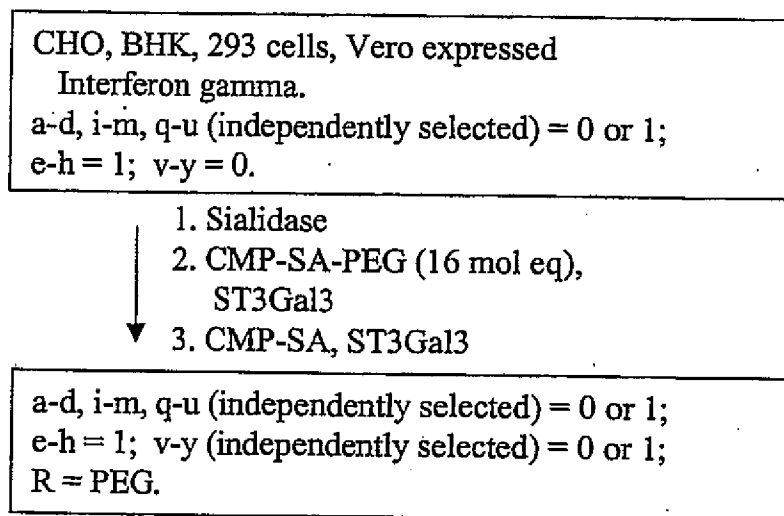 CHO, BHK, 293 cells, Vero expressed
Interferon gamma.
a-d, i-m, q-u (independently selected) = 0 or 1;
e-h = 1; v-y = 0.
1. Sialidase
2. CMP-SA-PEG (16 mol eq),
ST3Gal3
3. CMP-SA, ST3Gal3
a-d, i-m, q-u (independently selected) = 0 or 1;
e-h = 1; v-y (independently selected) = 0 or 1;
R = PEG.